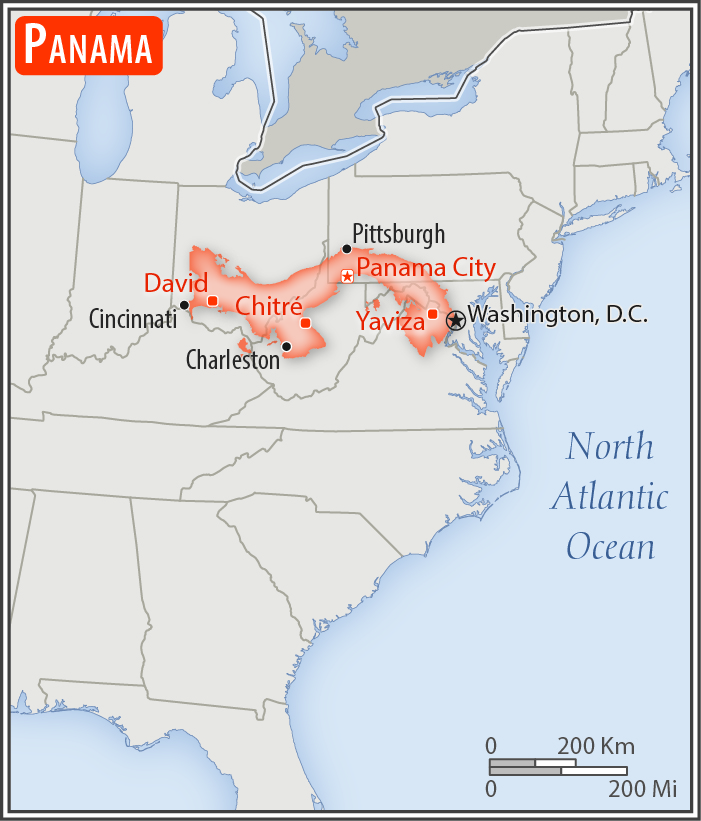 PANAMA
Pittsburgh
Panama City
David
Chitré
Cincinnati
Yaviza
Washington, D.C.
Charleston
North
Atlantic
Ocean
0 200 Km
0 200 Mi